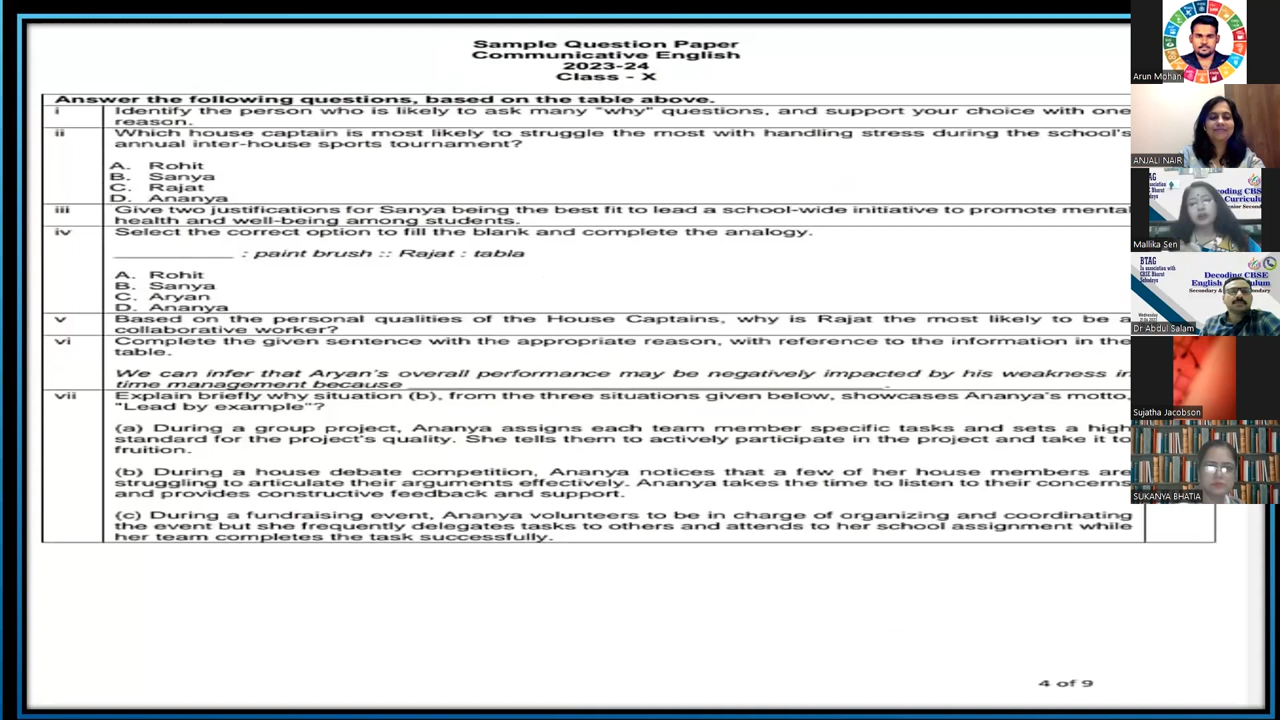 Sample Question Paper
Communicative English
2023-24
Class - X
Answer the following questions, based on the table above.
i Identify the person who is likely to ask many "why" questions, and support your choice with one
reason.
ii Which house captain is most likely to struggle the most with handling stress during the school's
annual inter-house sports tournament?
A. Rohit
B. Sanya
C. Rajat
D. Ananya
iii Give two justifications for Sanya being the best fit to lead a school-wide initiative to promote mental
health and well-being among students.
iv Select the correct option to fill the blank and complete the analogy.
____________ : paint brush :: Rajat : tabla
A. Rohit
B. Sanya
C. Aryan
D. Ananya
v Based on the personal qualities of the House Captains, why is Rajat the most likely to be a
collaborative worker?
vi Complete the given sentence with the appropriate reason, with reference to the information in the
table.
We can infer that Aryan's overall performance may be negatively impacted by his weakness in
time management because ____________________________________________.
vii Explain briefly why situation (b), from the three situations given below, showcases Ananya's motto,
"Lead by example"?
(a) During a group project, Ananya assigns each team member specific tasks and sets a high
standard for the project's quality. She tells them to actively participate in the project and take it to
fruition.
(b) During a house debate competition, Ananya notices that a few of her house members are
struggling to articulate their arguments effectively. Ananya takes the time to listen to their concerns
and provides constructive feedback and support.
(c) During a fundraising event, Ananya volunteers to be in charge of organizing and coordinating
the event but she frequently delegates tasks to others and attends to her school assignment while
her team completes the task successfully.
4 of 9
Arun Mohan
ANJALI NAIR
Mallika Sen
BTAG
In association with
CBSE Bharat
Sahodaya
Decoding CBSE
Dr Abdul Salam
Sujatha Jacobson
SUKANYA BHATIA